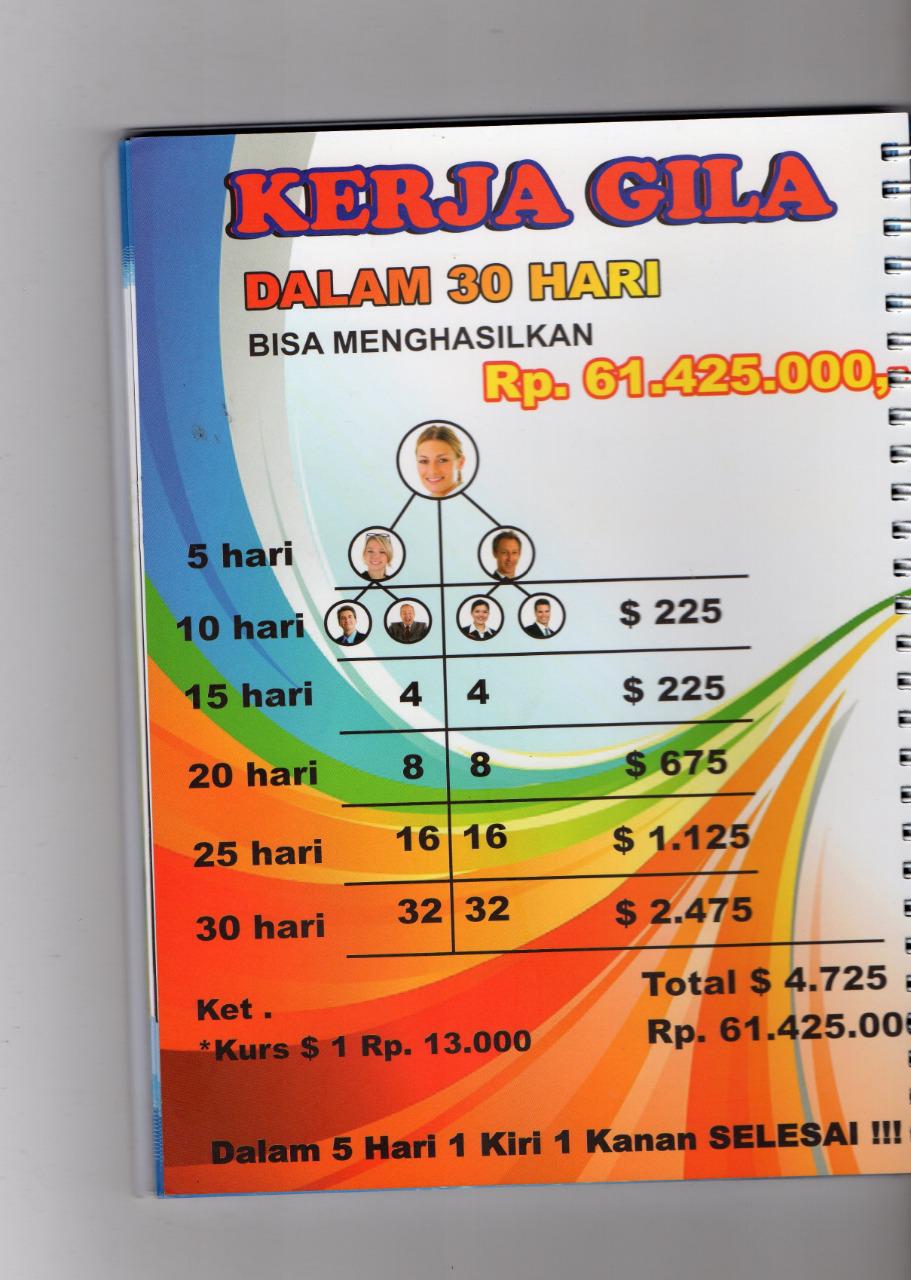 KERJA GILA
DALAM 30 HARI
BISA MENGHASILKAN
Rp. 61.425.000,-
5 hari
10 hari $ 225
15 hari 4 4 $ 225
20 hari 8 8 $ 675
25 hari 16 16 $ 1.125
30 hari 32 32 $ 2.475
Total $ 4.725
Ket .
Rp. 61.425.00
*Kurs $ 1 Rp. 13.000
Dalam 5 Hari 1 Kiri 1 Kanan SELESAI !!!